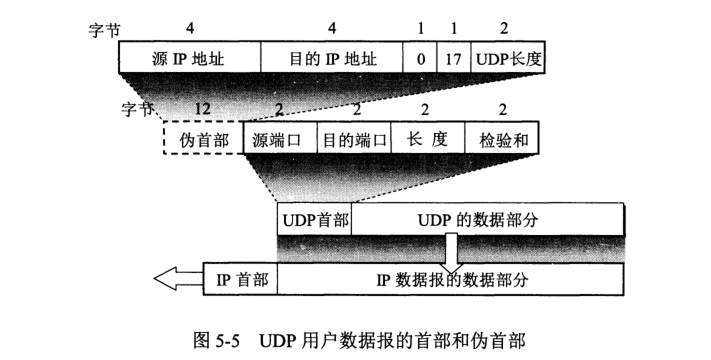 字节 4 4 1 1 2
源 IP 地址 目的 IP 地址 0 17 UDP长度
字节 12 2 2 2 2
伪首部 源端口 目的端口 长 度 检验和
UDP首部 UDP 的数据部分
IP 首部 IP 数据报的数据部分
图 5-5 UDP 用户数据报的首部和伪首部